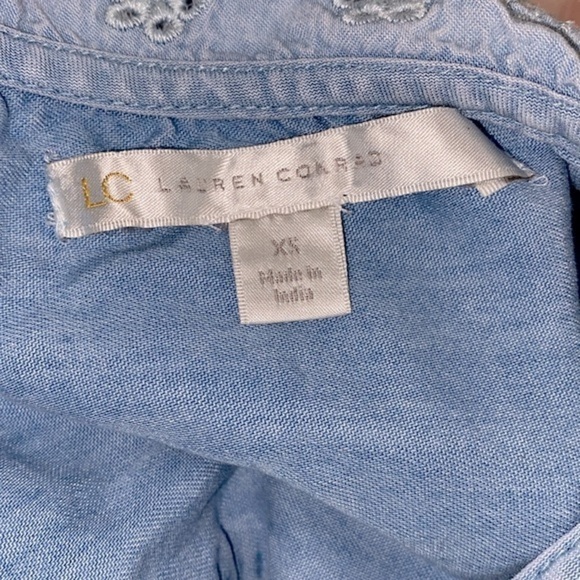 LC LAUREN CONRAD
XS
Made in
India